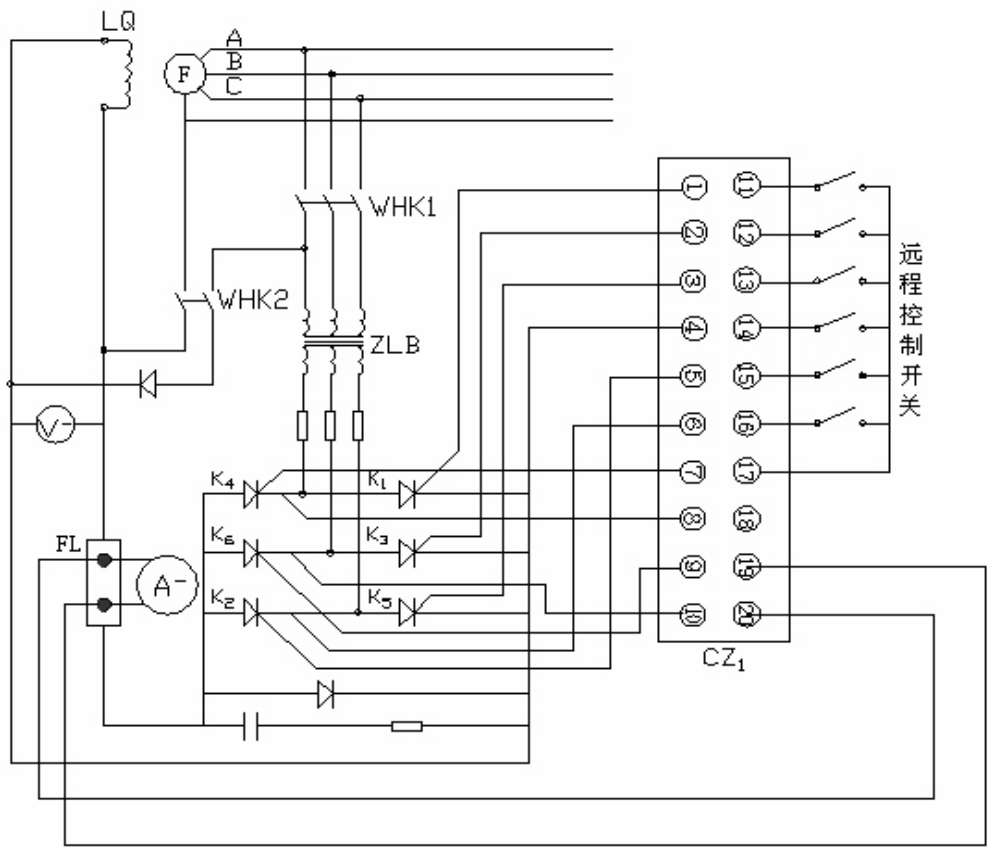 LQ
A
B
C
F
WHK1
WHK2
ZLB
V-
K4
K1
K6
K3
K2
K5
FL
A-
1 11
2 12
3 13
4 14
5 15
6 16
7 17
8 18
9 19
10 20
CZ1
远程控制开关